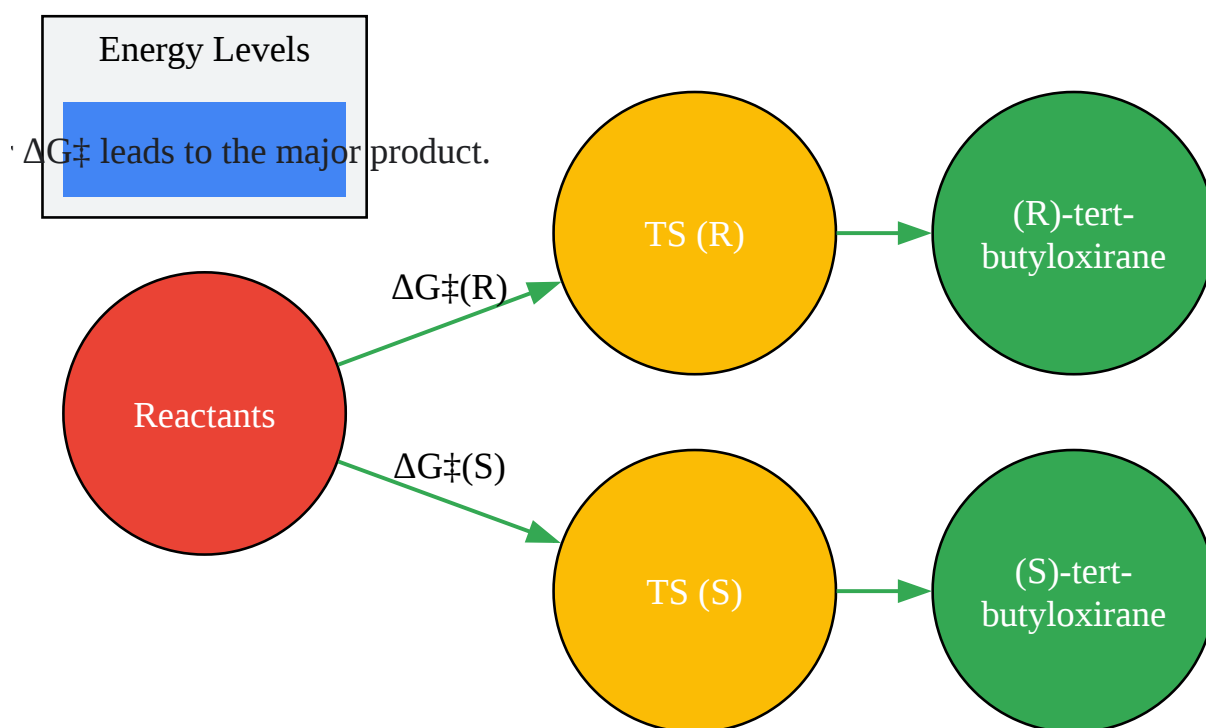 Energy Levels
ΔG‡ leads to the major product.
TS (R)
(R)-tert-
butyloxirane
ΔG‡(R)
Reactants
ΔG‡(S)
TS (S)
(S)-tert-
butyloxirane